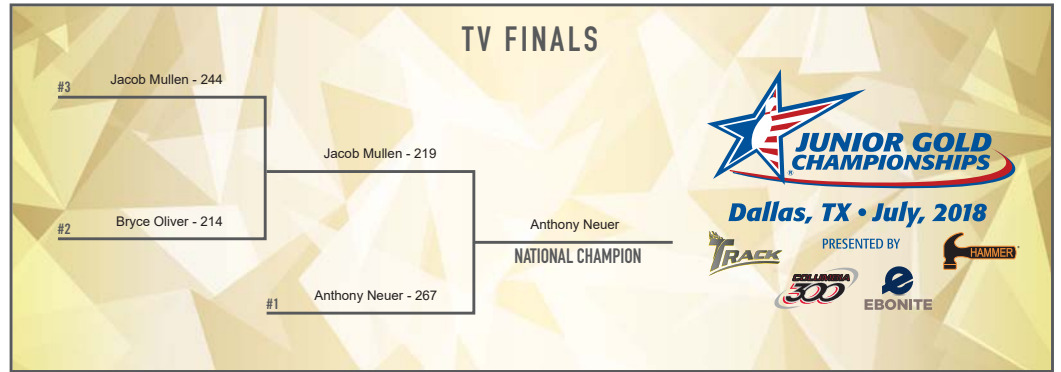 TV FINALS
#3
Jacob Mullen - 244
Jacob Mullen - 219
#2
Bryce Oliver - 214
Anthony Neuer
NATIONAL CHAMPION
#1
Anthony Neuer - 267
JUNIOR GOLD
CHAMPIONSHIPS
®
Dallas, TX • July, 2018
PRESENTED BY
TRACK
HAMMER
COLUMBIA
300
EBONITE